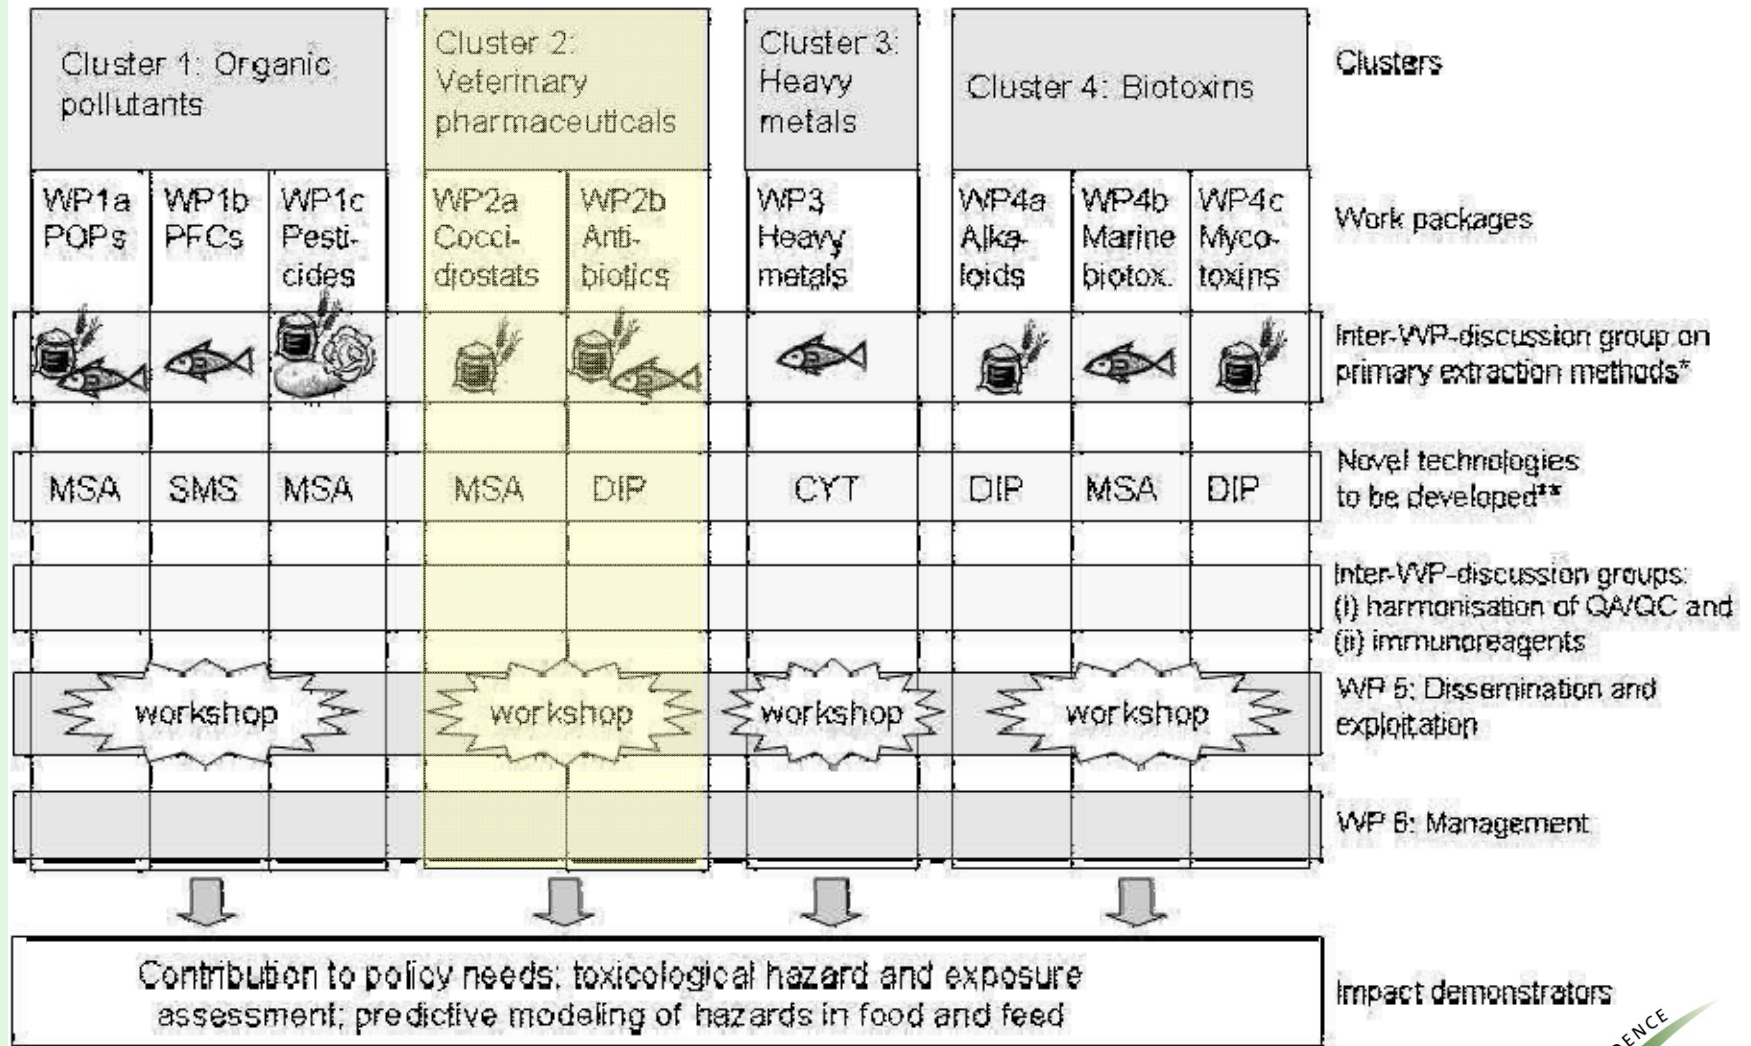 Cluster 1: Organic
pollutants
Cluster 2:
Veterinary
pharmaceuticals
Cluster 3:
Heavy
metals
Cluster 4: Biotoxins
Clusters
WP1a
POPs
WP1b
PFCs
WP1c
Pesti-
cides
WP2a
Cocci-
diostats
WP2b
Anti-
biotics
WP3
Heavy
metals
WP4a
Alka-
loids
WP4b
Marine
biotox.
WP4c
Myco-
toxins
Work packages
Inter-WP-discussion group on
primary extraction methods*
MSA
SMS
MSA
MSA
DIP
CYT
DIP
MSA
DIP
Novel technologies
to be developed**
Inter-WP-discussion groups:
(i) harmonisation of QA/QC and
(ii) immunoreagents
workshop
workshop
workshop
workshop
WP 5: Dissemination and
exploitation
WP 6: Management
Contribution to policy needs: toxicological hazard and exposure
assessment; predictive modeling of hazards in food and feed
Impact demonstrators